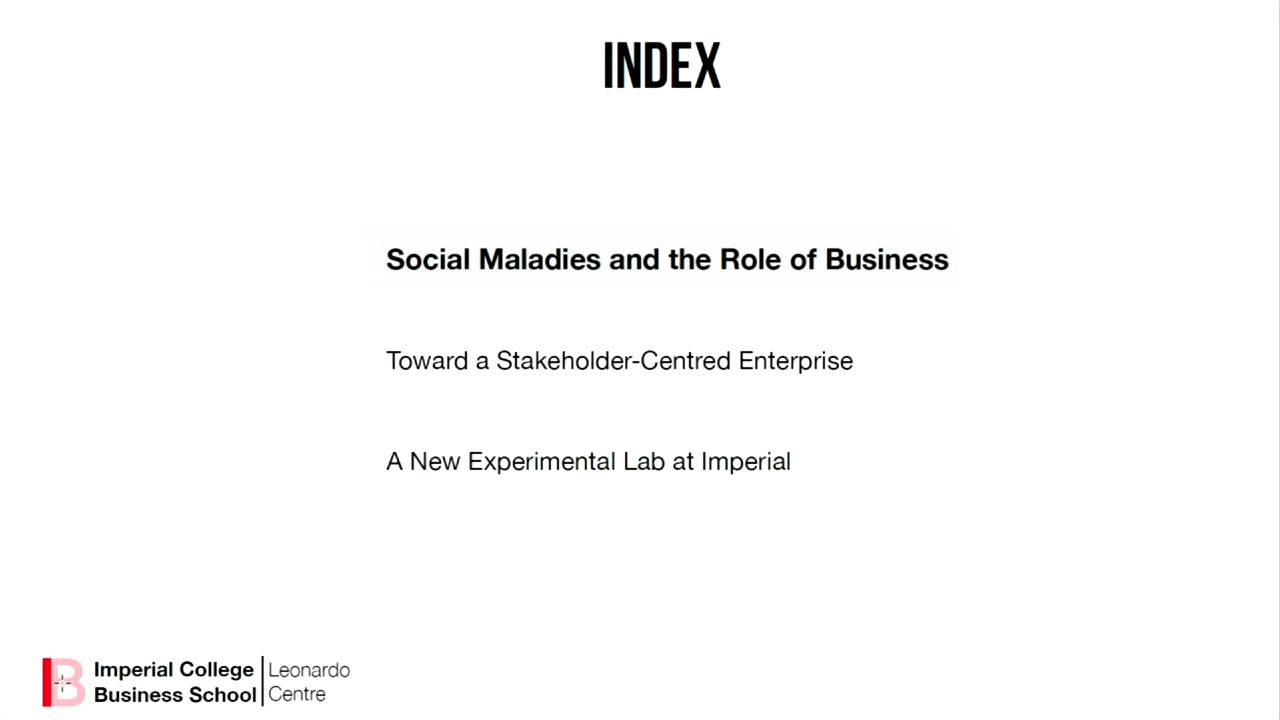 INDEX
Social Maladies and the Role of Business
Toward a Stakeholder-Centred Enterprise
A New Experimental Lab at Imperial
Imperial College
Business School
Leonardo
Centre